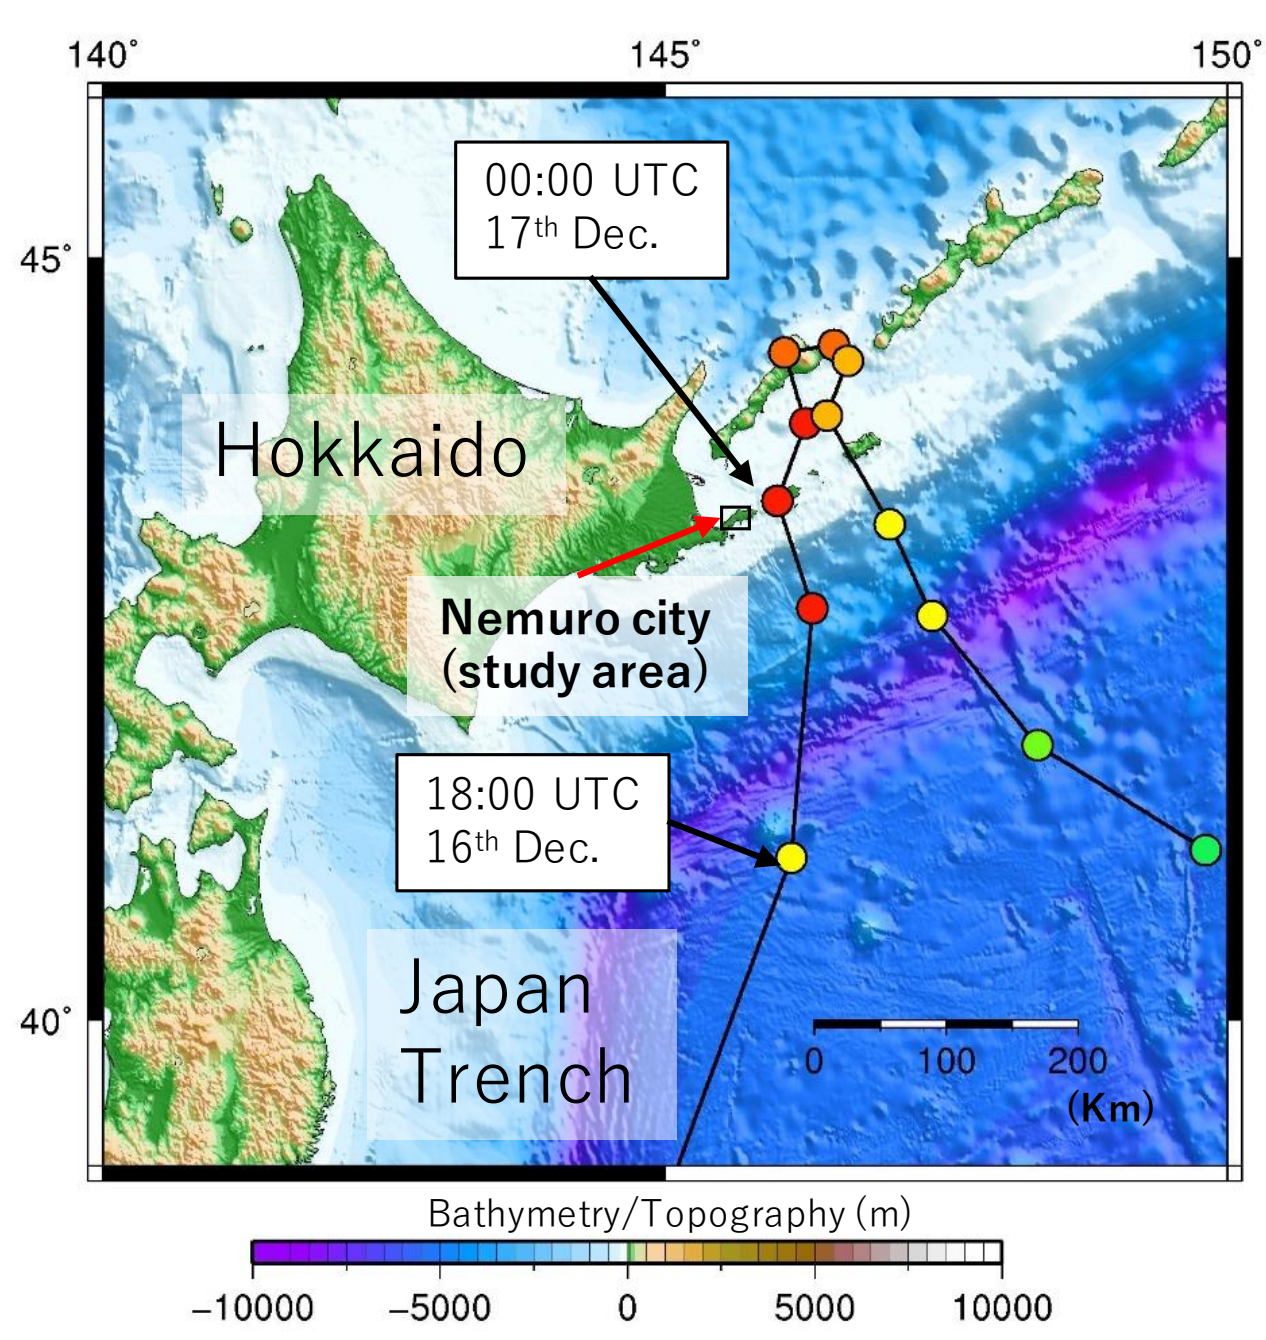 140° 145° 150°
00:00 UTC
17th Dec.
45°
Hokkaido
Nemuro city
(study area)
18:00 UTC
16th Dec.
Japan
Trench
40°
0 100 200
(Km)
Bathymetry/Topography (m)
−10000 −5000 0 5000 10000